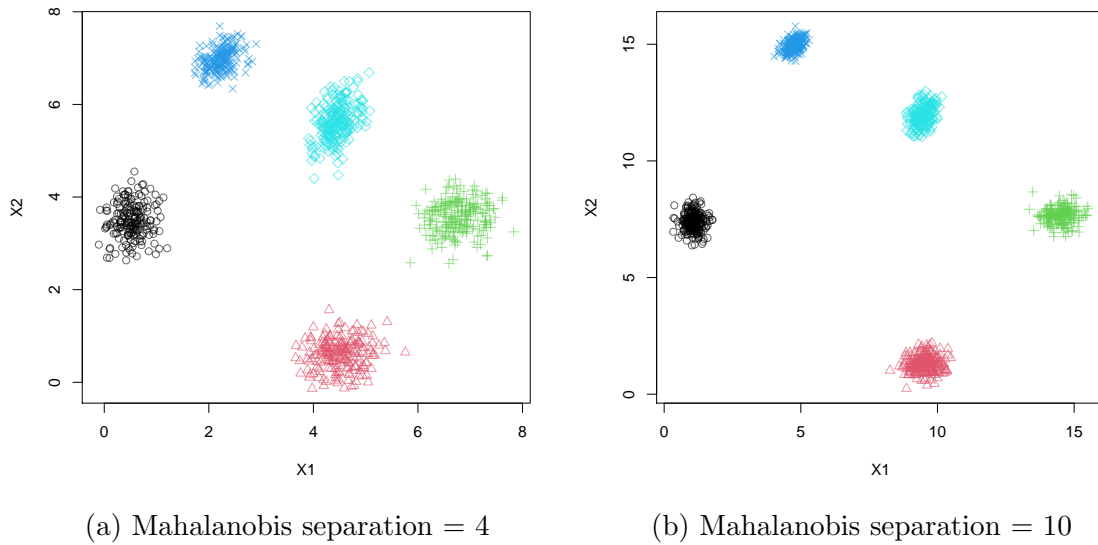 8
6
4
2
0
X2
0 2 4 6 8
X1
(a) Mahalanobis separation = 4
15
10
5
0
X2
0 5 10 15
X1
(b) Mahalanobis separation = 10